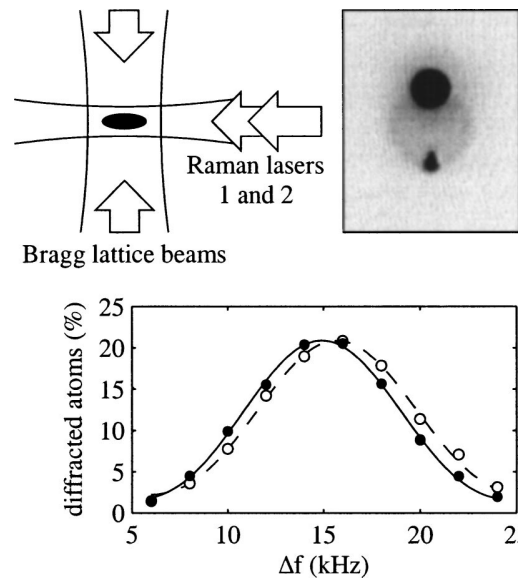 Raman lasers
1 and 2
Bragg lattice beams
25
20
15
10
5
0
diffracted atoms (%)
5 10 15 20 2
Δf (kHz)